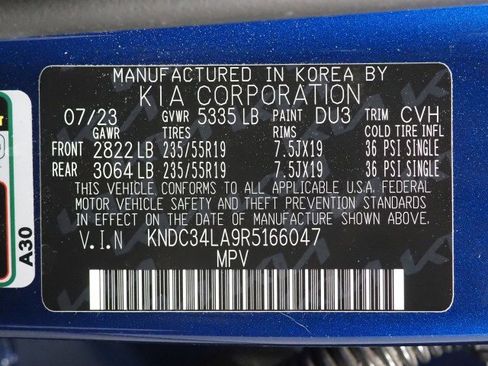 MANUFACTURED IN KOREA BY
KIA CORPORATION
07/23 GVWR 5335 LB PAINT DU3 TRIM CVH
GAWR TIRES RIMS COLD TIRE INFL
FRONT 2822 LB 235/55R19 7.5JX19 36 PSI SINGLE
REAR 3064 LB 235/55R19 7.5JX19 36 PSI SINGLE
THIS VEHICLE CONFORMS TO ALL APPLICABLE U.S.A. FEDERAL
MOTOR VEHICLE SAFETY AND THEFT PREVENTION STANDARDS
IN EFFECT ON THE DATE OF MANUFACTURE SHOWN ABOVE.
V.I.N KNDC34LA9R5166047
MPV
A30